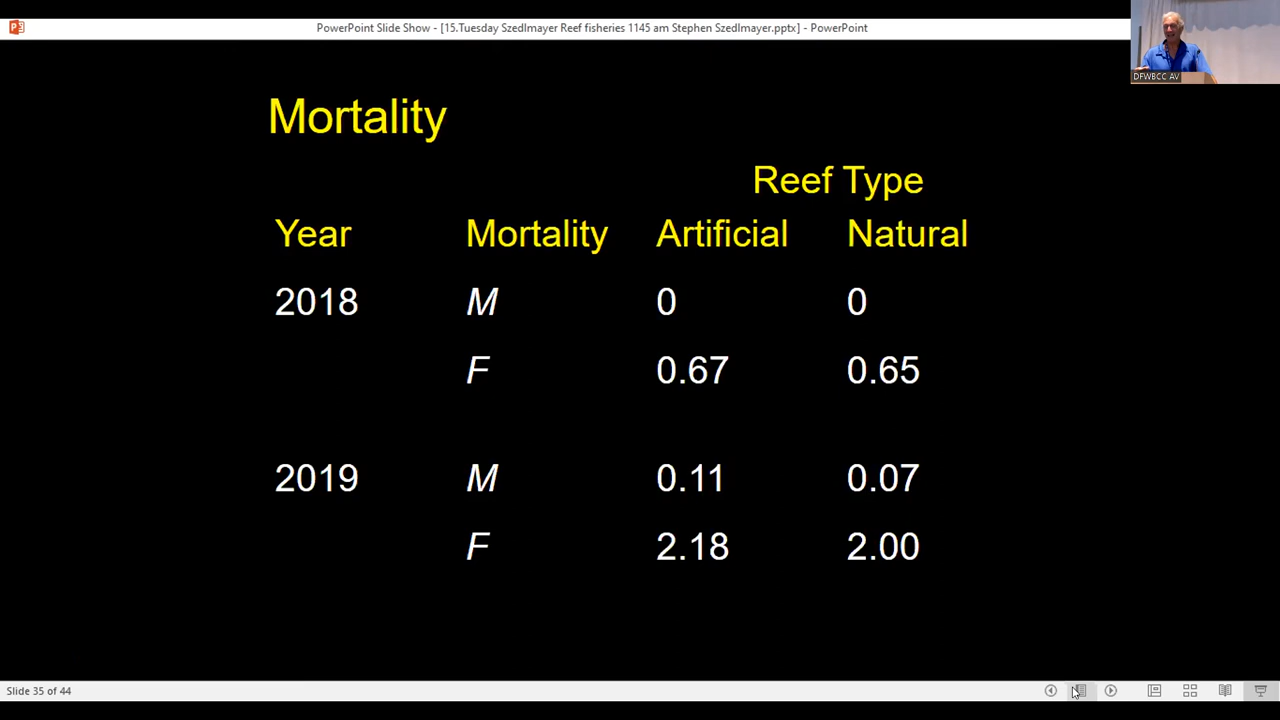 PowerPoint Slide Show - [15.Tuesday Szedlmayer Reef fisheries 1145 am Stephen Szedlmayer.pptx] - PowerPoint
DFWBCC AV
Mortality
Reef Type
Year Mortality Artificial Natural
2018 M 0 0
F 0.67 0.65
2019 M 0.11 0.07
F 2.18 2.00
Slide 35 of 44